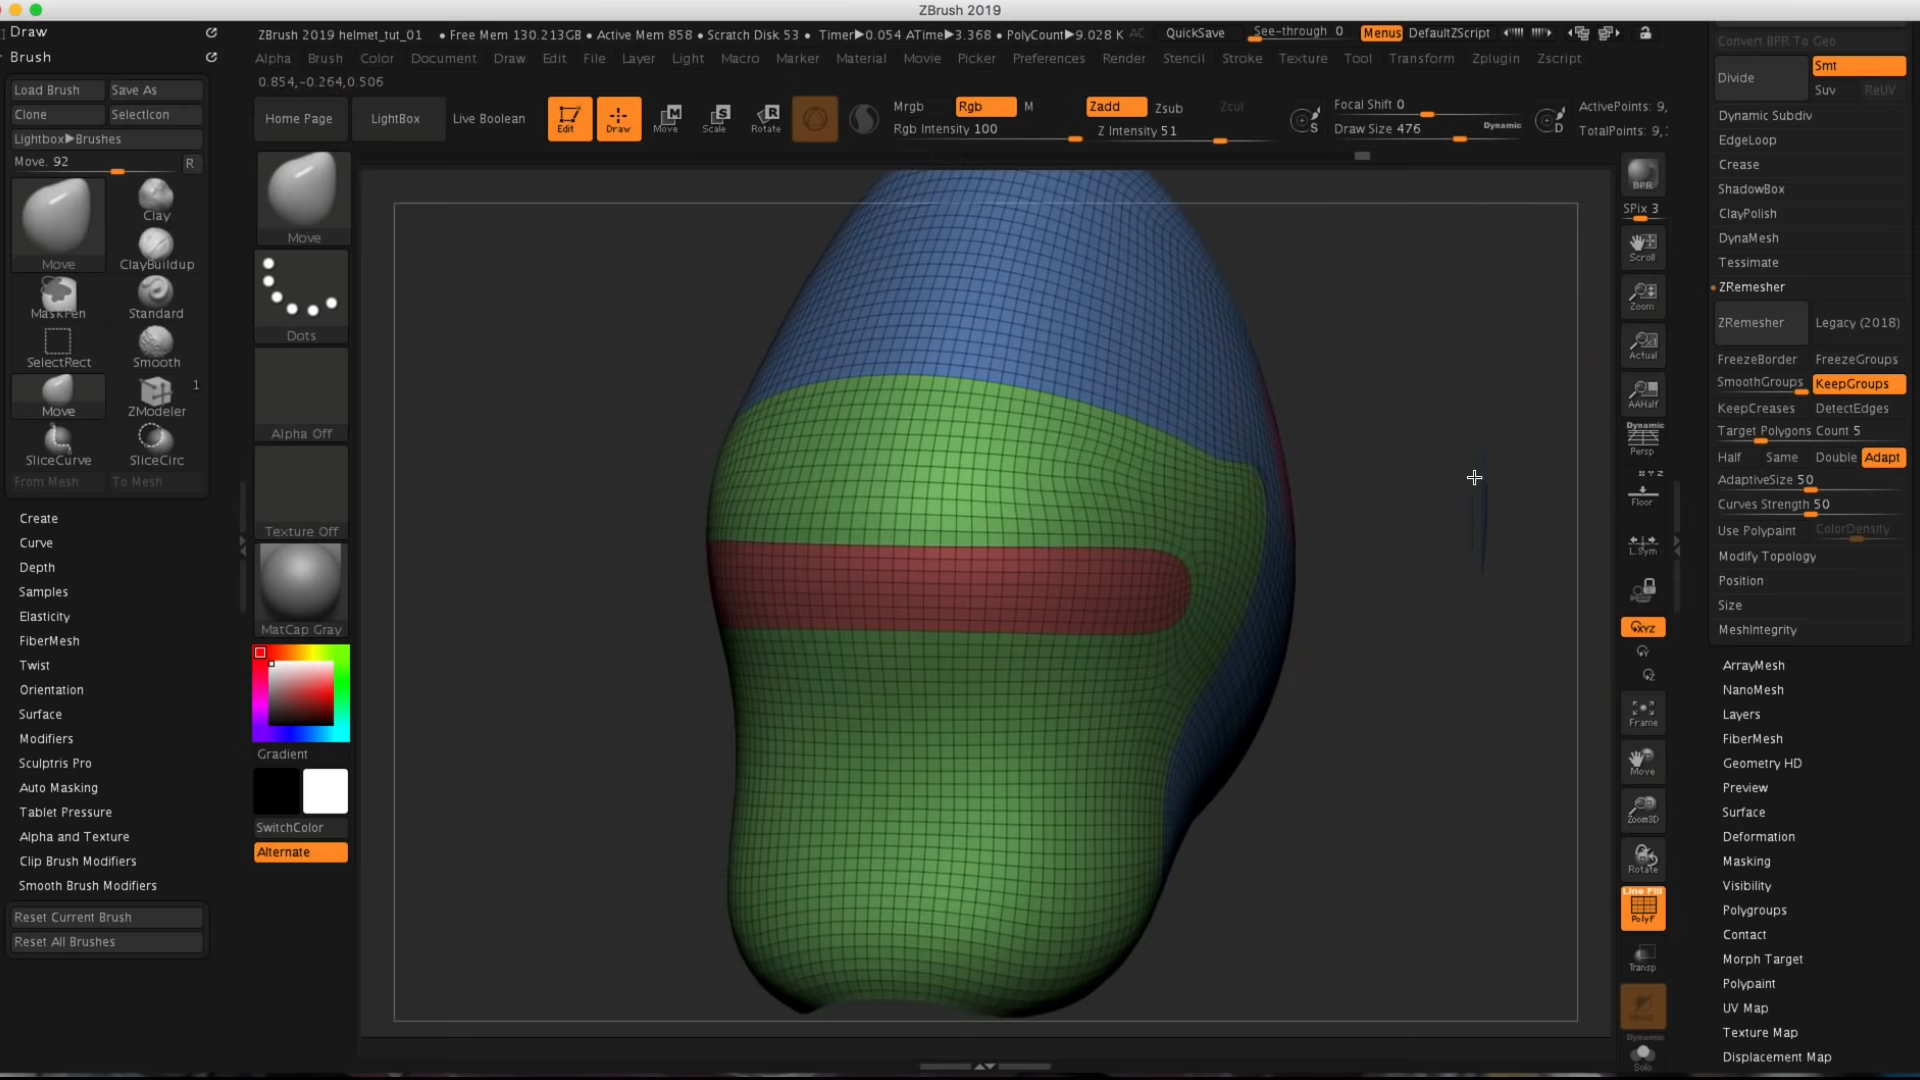 ZBrush 2019
Draw
Brush
ZBrush 2019 helmet_tut_01 • Free Mem 130.213GB • Active Mem 858 • Scratch Disk 53 • Timer▶0.054 ATime▶3.368 • PolyCount▶9.028 K AC QuickSave See-through 0 Menus DefaultZScript
Alpha Brush Color Document Draw Edit File Layer Light Macro Marker Material Movie Picker Preferences Render Stencil Stroke Texture Tool Transform Zplugin Zscript
0.854,-0.264,0.506
Load Brush Save As
Clone SelectIcon
Lightbox▶Brushes
Move. 92 R
Move
Clay
ClayBuildup
MaskPen Standard
SelectRect Smooth
Move ZModeler 1
SliceCurve SliceCirc
From Mesh To Mesh
Create
Curve
Depth
Samples
Elasticity
FiberMesh
Twist
Orientation
Surface
Modifiers
Sculptris Pro
Auto Masking
Tablet Pressure
Alpha and Texture
Clip Brush Modifiers
Smooth Brush Modifiers
Reset Current Brush
Reset All Brushes
Home Page LightBox Live Boolean
Edit Draw Move Scale Rotate
Mrgb Rgb M
Rgb Intensity 100
Zadd Zsub Zcut
Z Intensity 51
S
Focal Shift 0
Draw Size 476 Dynamic
D
ActivePoints: 9,
TotalPoints: 9,
Move
Dots
Alpha Off
Texture Off
MatCap Gray
Gradient
SwitchColor
Alternate
BPR
SPix 3
Scroll
Zoom
Actual
AAHalf
Dynamic
Persp
X Y Z
Floor
L.Sym
XYZ
Y
Z
Frame
Move
Zoom3D
Rotate
Line Fill
PolyF
Transp
Dynamic
Solo
Convert BPR To Geo
Divide Smt
Suv ReUV
Dynamic Subdiv
EdgeLoop
Crease
ShadowBox
ClayPolish
DynaMesh
Tessimate
ZRemesher
ZRemesher Legacy (2018)
FreezeBorder FreezeGroups
SmoothGroups KeepGroups
KeepCreases DetectEdges
Target Polygons Count 5
Half Same Double Adapt
AdaptiveSize 50
Curves Strength 50
Use Polypaint ColorDensity
Modify Topology
Position
Size
MeshIntegrity
ArrayMesh
NanoMesh
Layers
FiberMesh
Geometry HD
Preview
Surface
Deformation
Masking
Visibility
Polygroups
Contact
Morph Target
Polypaint
UV Map
Texture Map
Displacement Map